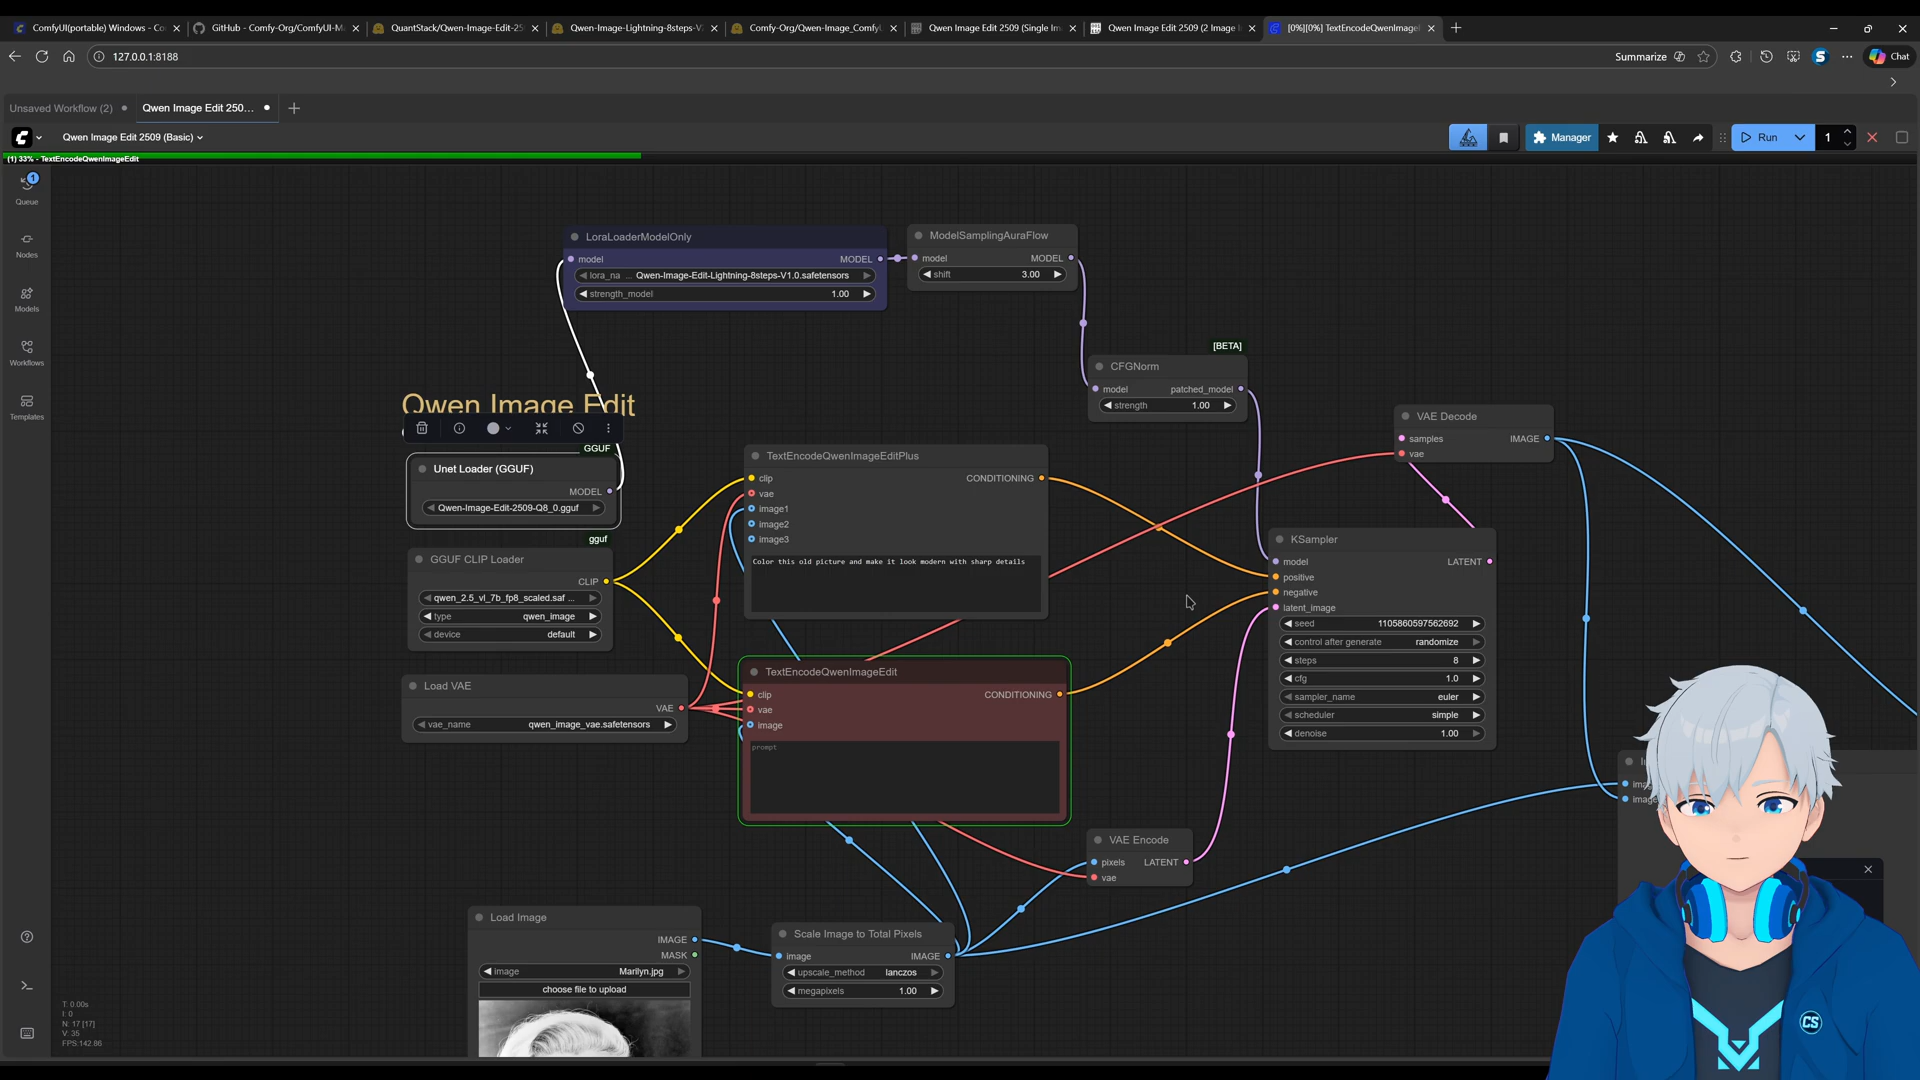 ComfyUI(portable) Windows - Co
GitHub - Comfy-Org/ComfyUI-M
QuantStack/Qwen-Image-Edit-25
Qwen-Image-Lightning-8steps-V
Comfy-Org/Qwen-Image_ComfyU
Qwen Image Edit 2509 (Single Im
Qwen Image Edit 2509 (2 Image I
[0%][0%] TextEncodeQwenImageE
127.0.0.1:8188
Summarize
Chat
Unsaved Workflow (2)
Qwen Image Edit 250...
Qwen Image Edit 2509 (Basic)
Manager
Run
1
(1) 33% - TextEncodeQwenImageEdit
1
Queue
Nodes
Models
Workflows
Templates
LoraLoaderModelOnly
model MODEL
lora_na ... Qwen-Image-Edit-Lightning-8steps-V1.0.safetensors
strength_model 1.00
ModelSamplingAuraFlow
model MODEL
shift 3.00
[BETA]
CFGNorm
model patched_model
strength 1.00
Qwen Image Edit
GGUF
Unet Loader (GGUF)
MODEL
Qwen-Image-Edit-2509-Q8_0.gguf
gguf
GGUF CLIP Loader
CLIP
qwen_2.5_vl_7b_fp8_scaled.saf ...
type qwen_image
device default
Load VAE
VAE
vae_name qwen_image_vae.safetensors
TextEncodeQwenImageEditPlus
clip CONDITIONING
vae
image1
image2
image3
Color this old picture and make it look modern with sharp details
TextEncodeQwenImageEdit
clip CONDITIONING
vae
image
prompt
VAE Decode
samples IMAGE
vae
KSampler
model LATENT
positive
negative
latent_image
seed 1105860597562692
control after generate randomize
steps 8
cfg 1.0
sampler_name euler
scheduler simple
denoise 1.00
VAE Encode
pixels LATENT
vae
Load Image
IMAGE
MASK
image Marilyn.jpg
choose file to upload
Scale Image to Total Pixels
image IMAGE
upscale_method lanczos
megapixels 1.00
T: 0.00s
I: 0
N: 17 [17]
V: 35
FPS:142.86
CS